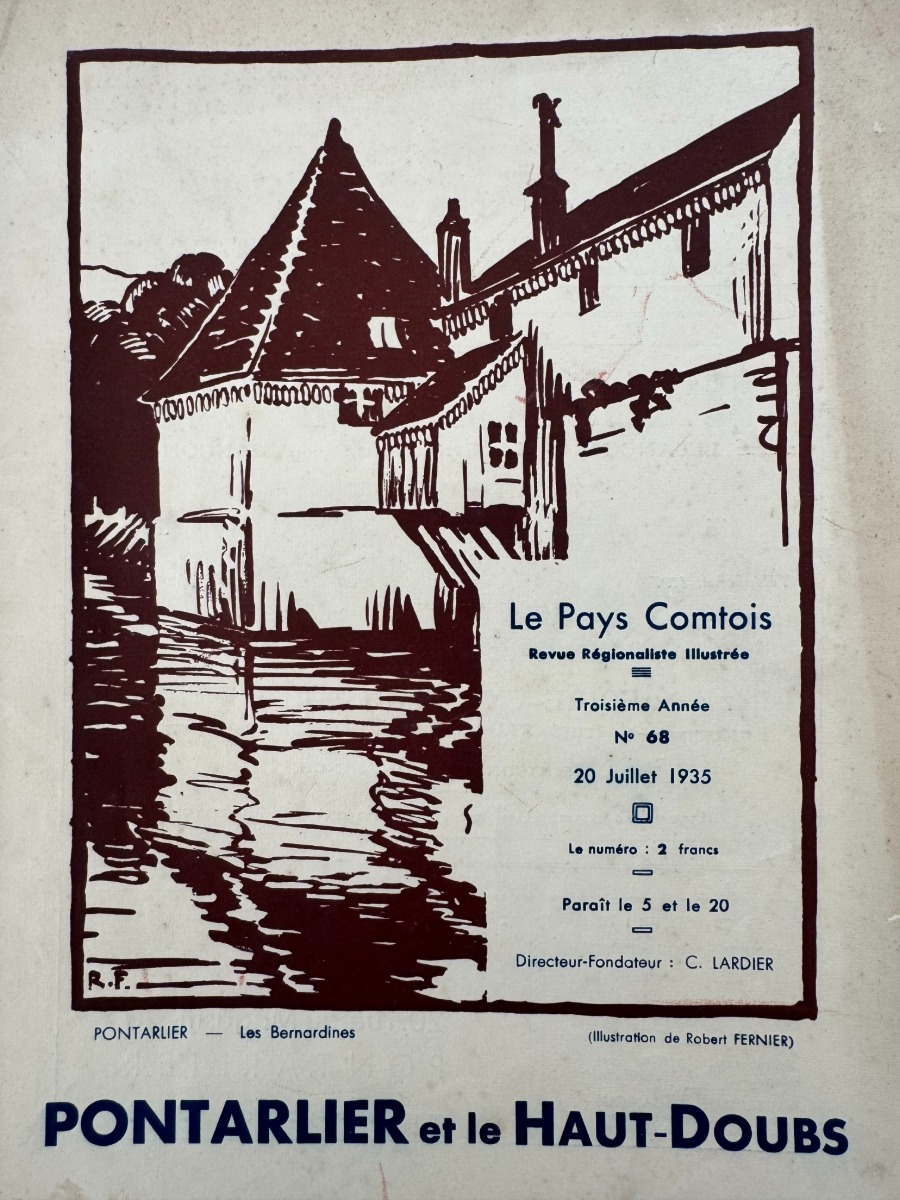 Le Pays Comtois
Revue Régionaliste Illustrée
Troisième Année
Nº 68
20 Juillet 1935
Le numéro : 2 francs
Paraît le 5 et le 20
Directeur-Fondateur : C. LARDIER
R.F.
PONTARLIER — Les Bernardines
(Illustration de Robert FERNIER)
PONTARLIER et le HAUT-DOUBS